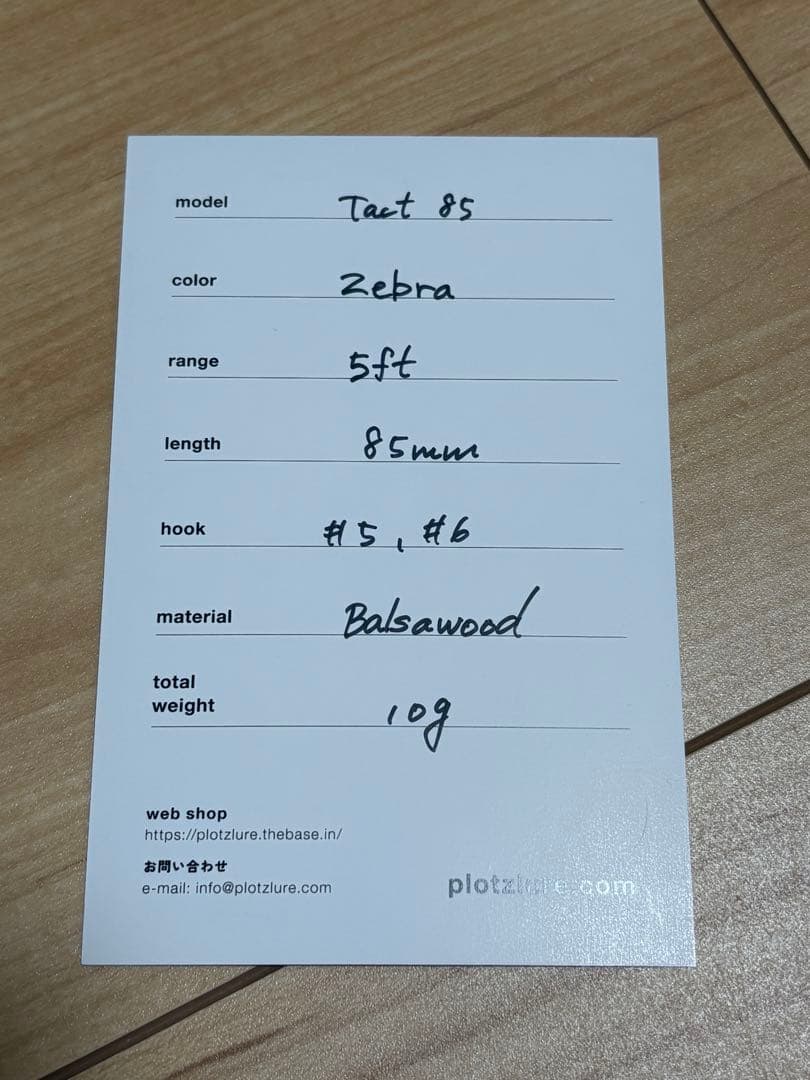 model Tact 85
color Zebra
range 5ft
length 85mm
hook #5, #6
material Balsawood
total
weight 10g
web shop
https://plotzlure.thebase.in/
お問い合わせ
e-mail: info@plotzlure.com
plotzlure.com